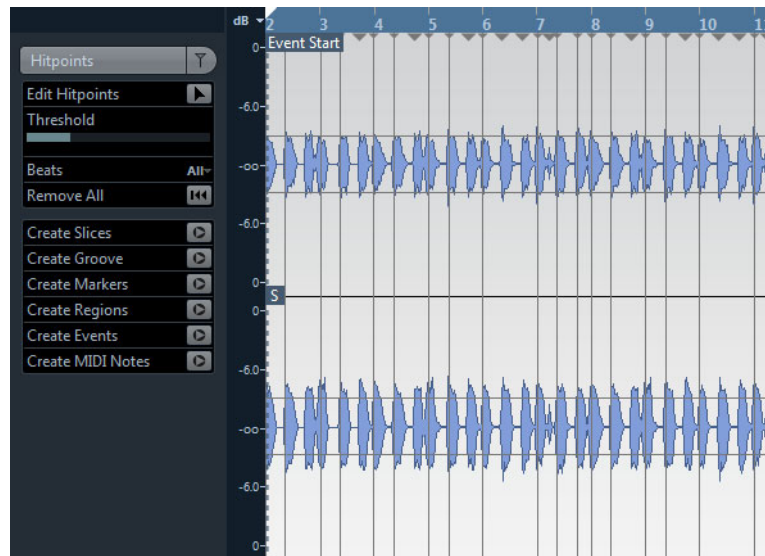 dB
2 3 4 5 6 7 8 9 10 11
Event Start
Hitpoints
Edit Hitpoints
Threshold
Beats All
Remove All
Create Slices
Create Groove
Create Markers
Create Regions
Create Events
Create MIDI Notes
0
-6.0
-oo
-6.0
0
S
0
-6.0
-oo
-6.0
0